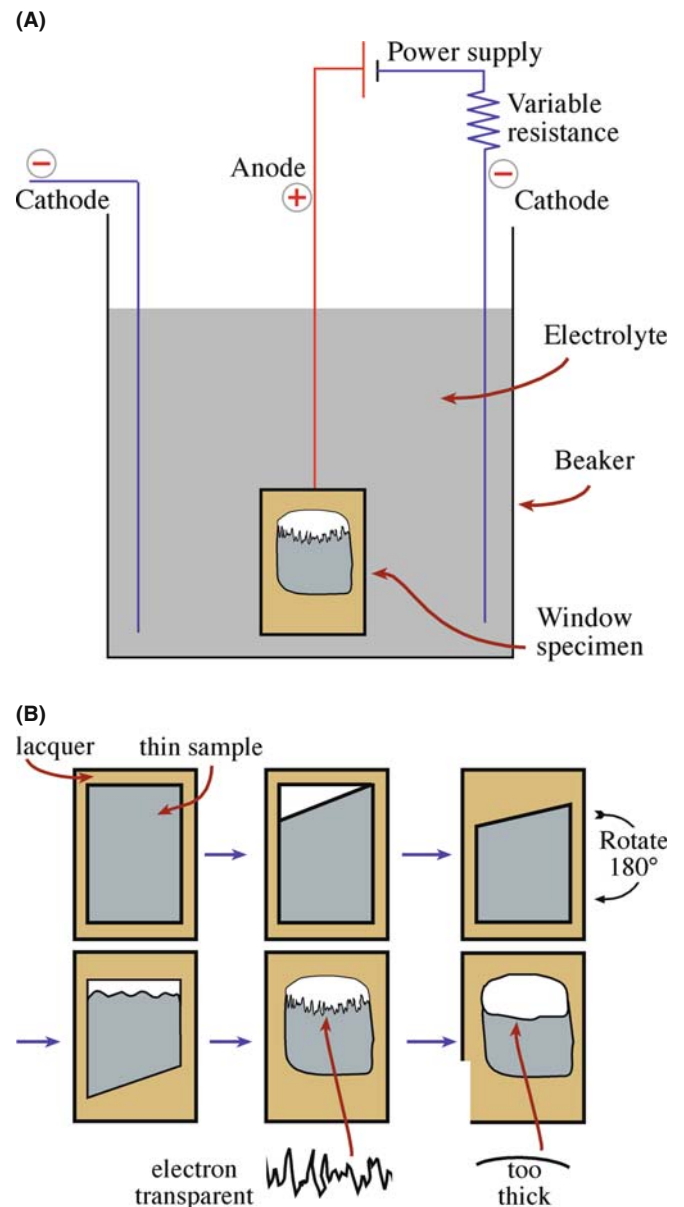 (A)
Power supply
Variable
resistance
−
Cathode
Anode
+
−
Cathode
Electrolyte
Beaker
Window
specimen
(B)
lacquer
thin sample
Rotate
180°
electron
transparent
too
thick